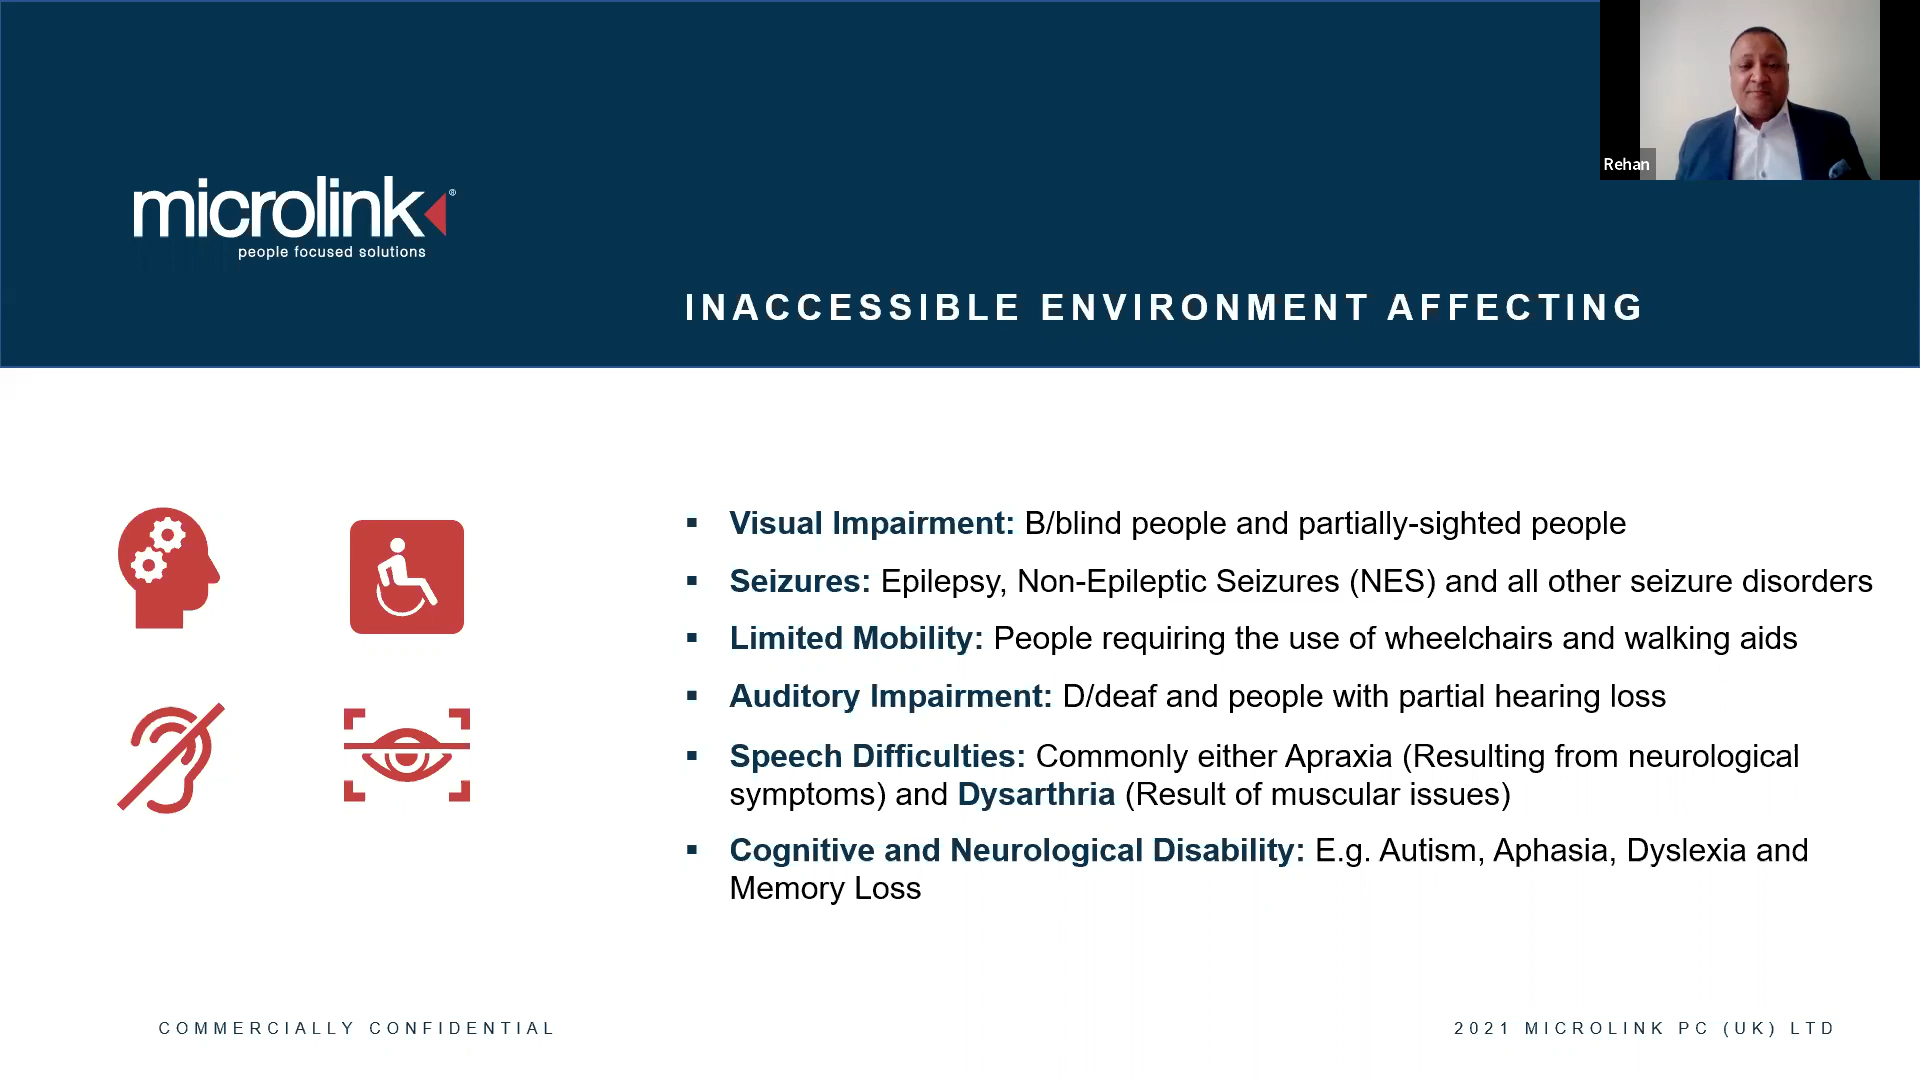 Rehan
microlink®
people focused solutions
INACCESSIBLE ENVIRONMENT AFFECTING
▪ Visual Impairment: B/blind people and partially-sighted people
▪ Seizures: Epilepsy, Non-Epileptic Seizures (NES) and all other seizure disorders
▪ Limited Mobility: People requiring the use of wheelchairs and walking aids
▪ Auditory Impairment: D/deaf and people with partial hearing loss
▪ Speech Difficulties: Commonly either Apraxia (Resulting from neurological
symptoms) and Dysarthria (Result of muscular issues)
▪ Cognitive and Neurological Disability: E.g. Autism, Aphasia, Dyslexia and
Memory Loss
COMMERCIALLY CONFIDENTIAL
2021 MICROLINK PC (UK) LTD